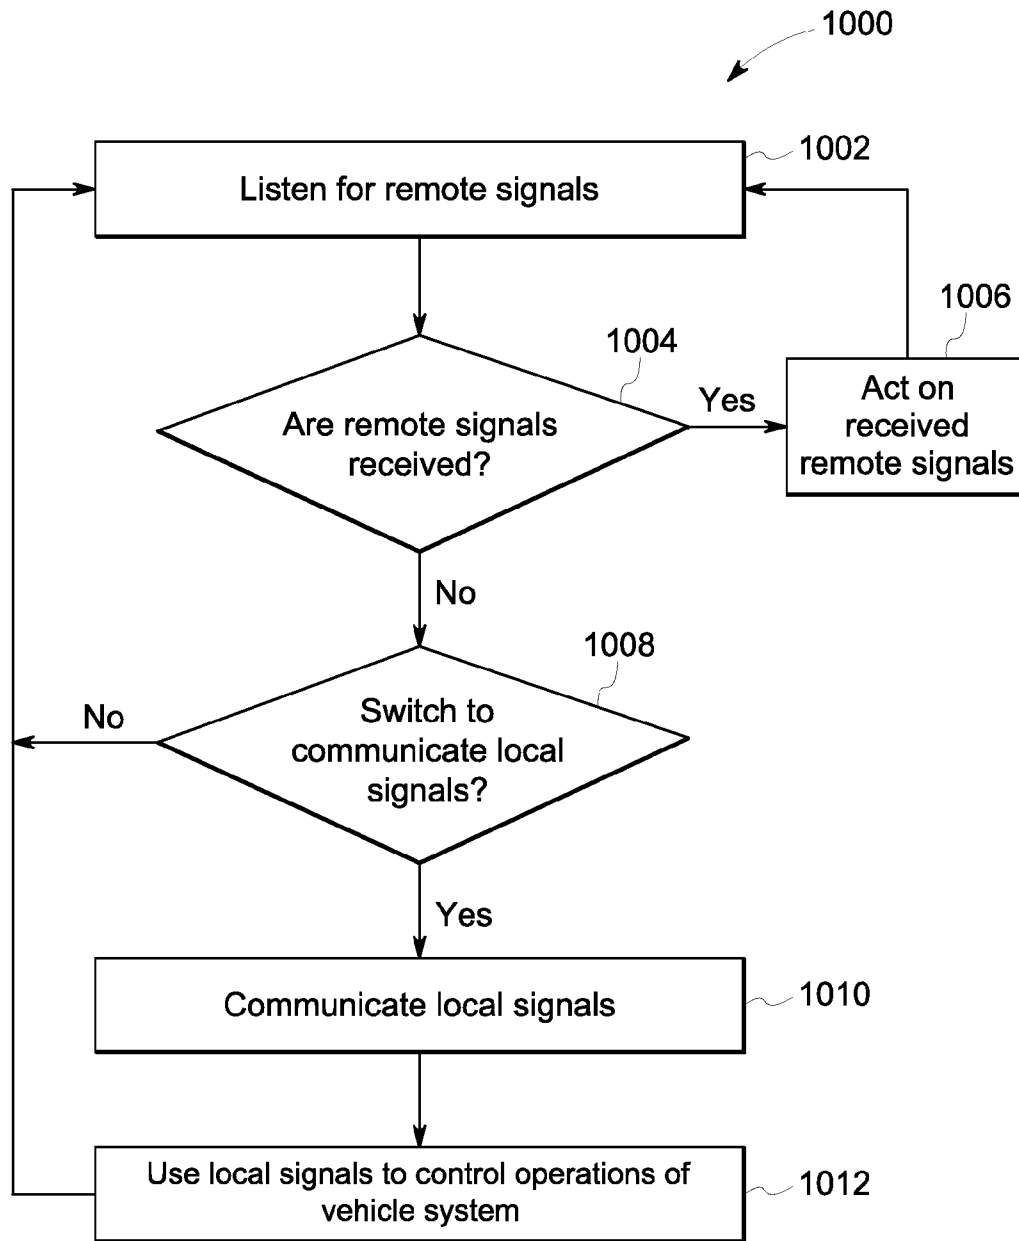 1000
1002
Listen for remote signals
1006
1004
Act on
received
remote signals
Yes
Are remote signals
received?
No
1008
Switch to
communicate local
signals?
No
Yes
Communicate local signals
1010
Use local signals to control operations of
vehicle system
1012